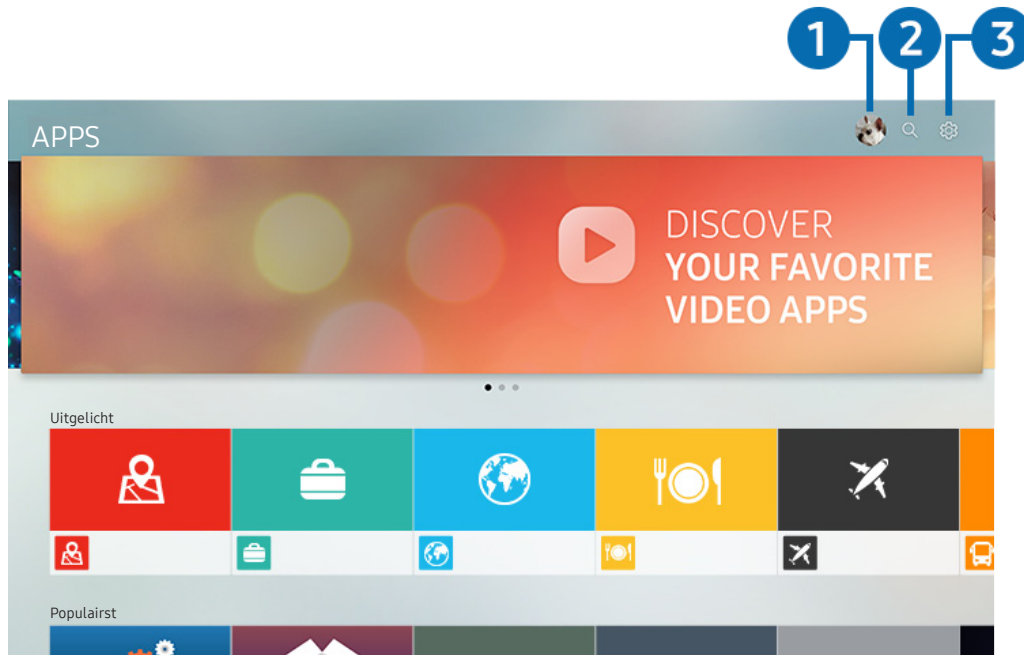 1 2 3
APPS
DISCOVER
YOUR FAVORITE
VIDEO APPS
Uitgelicht
Populairst